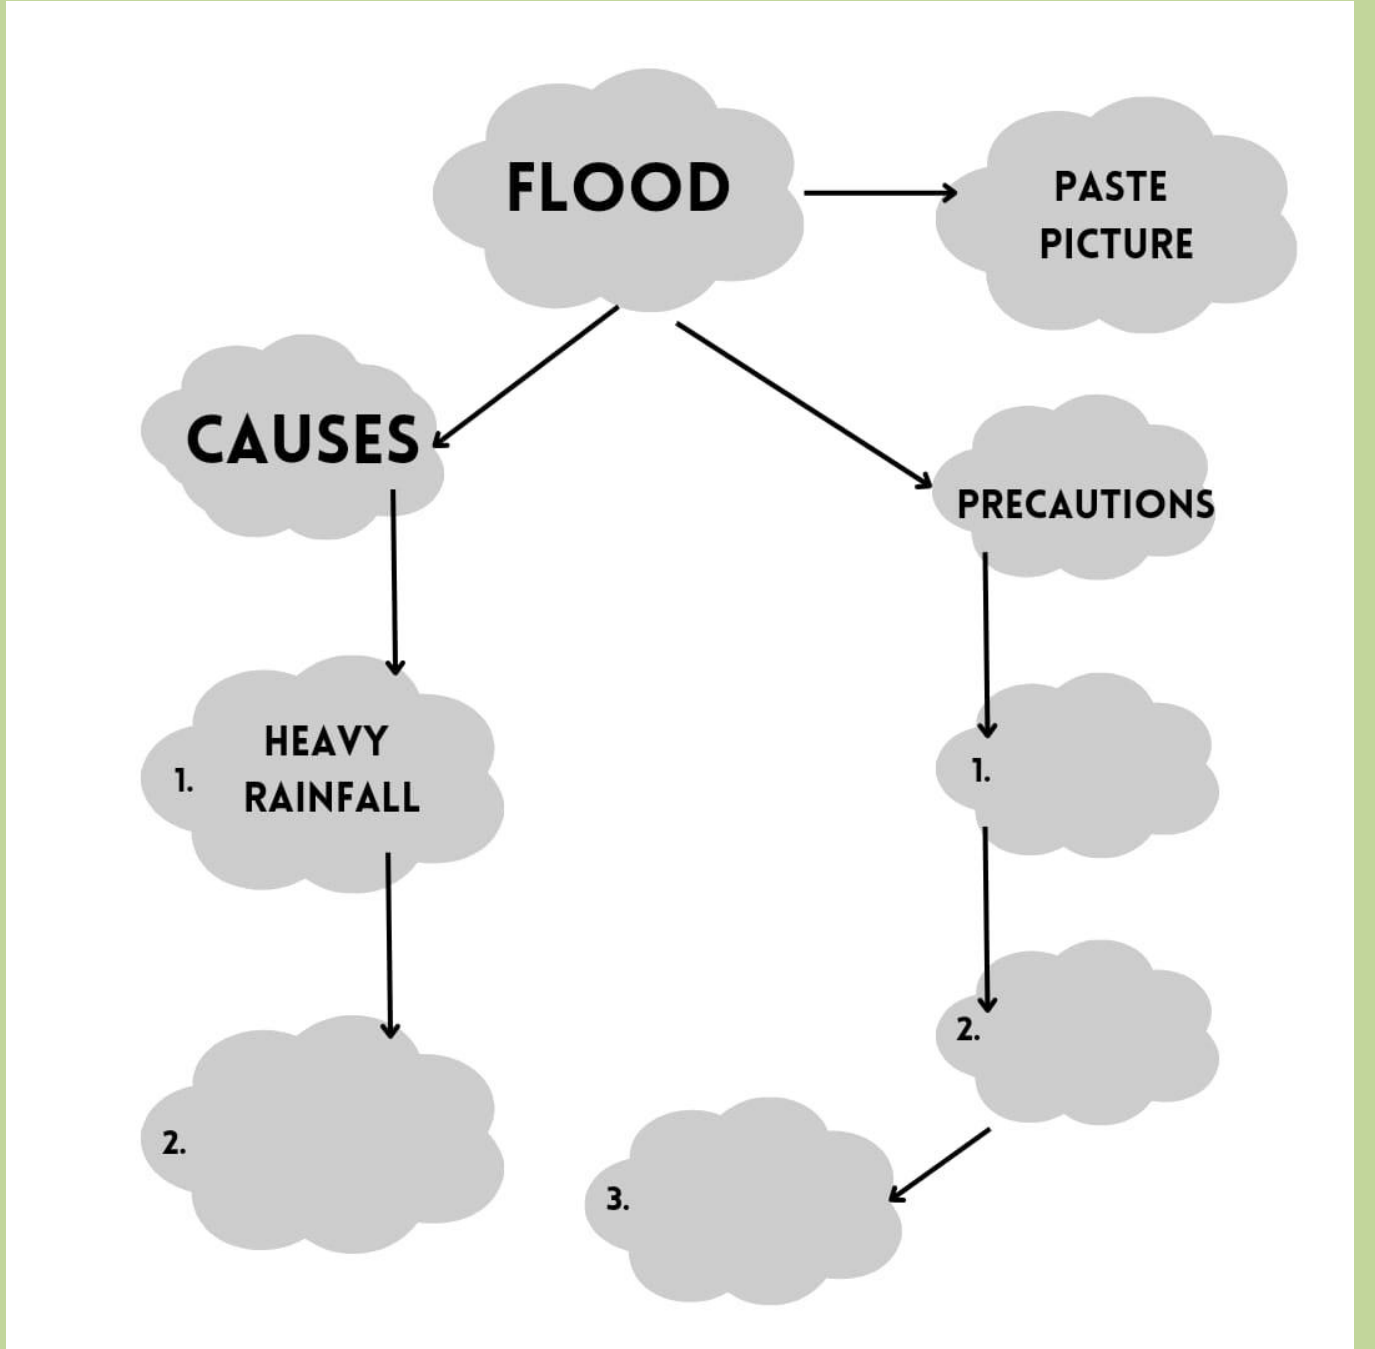 FLOOD
PASTE
PICTURE
CAUSES
PRECAUTIONS
HEAVY
1. RAINFALL
1.
2.
2.
3.